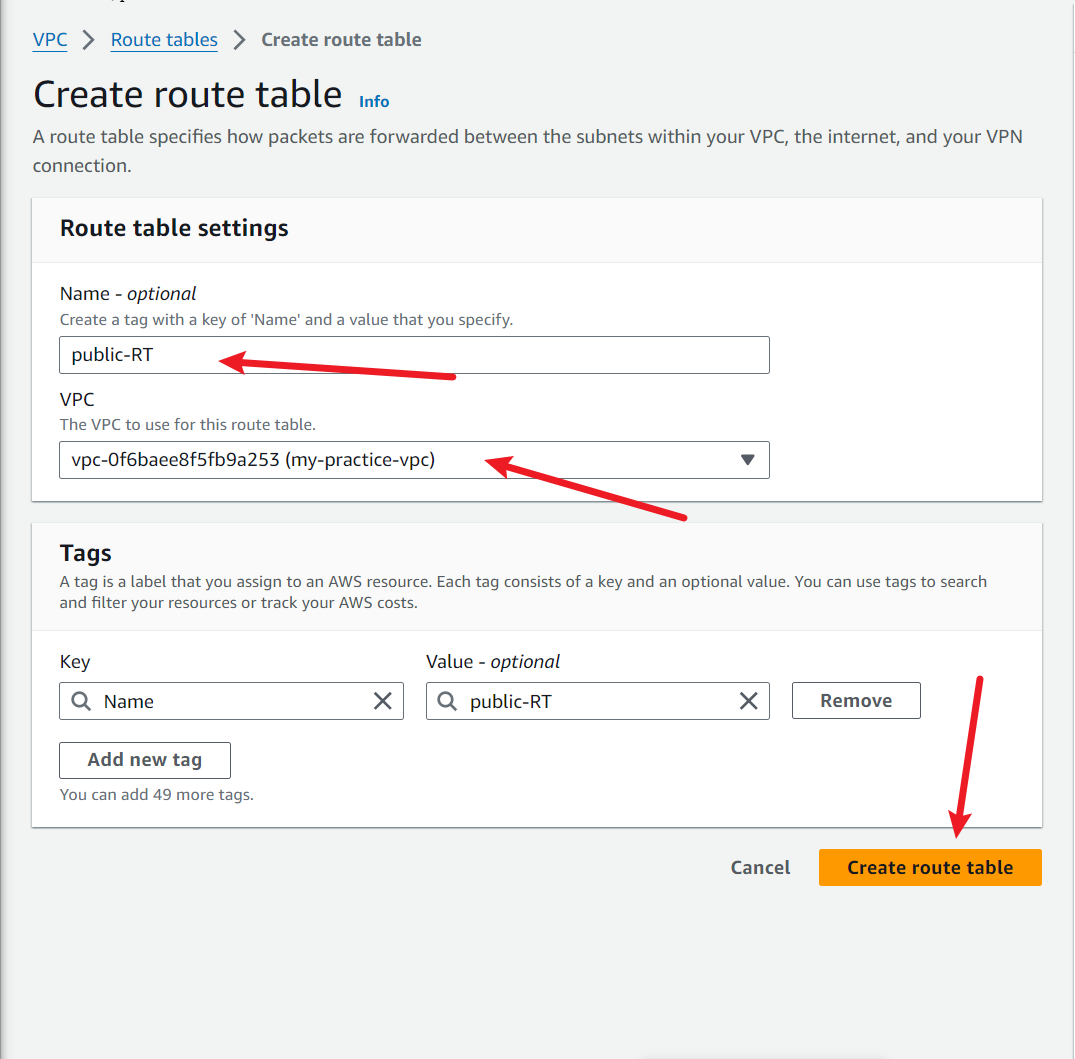 VPC > Route tables > Create route table
Create route table Info
A route table specifies how packets are forwarded between the subnets within your VPC, the internet, and your VPN
connection.
Route table settings
Name - optional
Create a tag with a key of 'Name' and a value that you specify.
public-RT
VPC
The VPC to use for this route table.
vpc-0f6baee8f5fb9a253 (my-practice-vpc)
Tags
A tag is a label that you assign to an AWS resource. Each tag consists of a key and an optional value. You can use tags to search
and filter your resources or track your AWS costs.
Key Value - optional
Name public-RT Remove
Add new tag
You can add 49 more tags.
Cancel Create route table